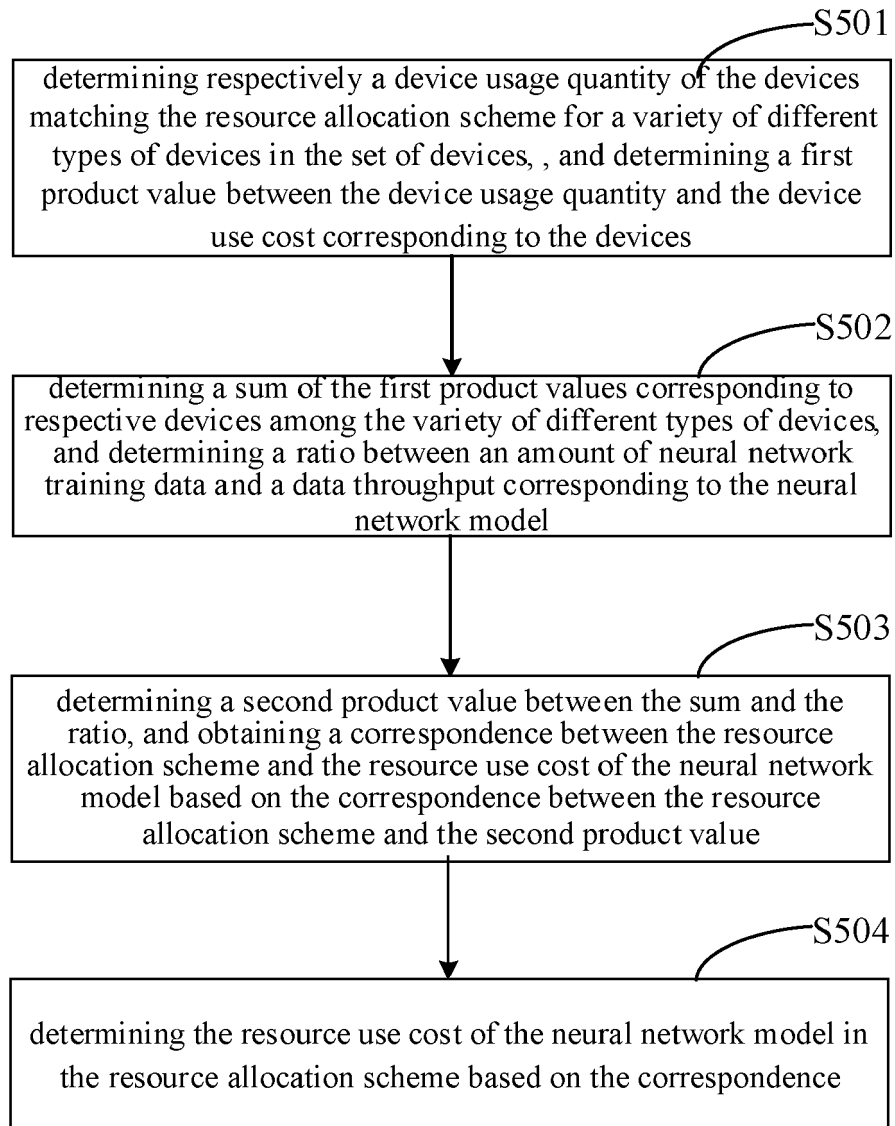 S501
determining respectively a device usage quantity of the devices
matching the resource allocation scheme for a variety of different
types of devices in the set of devices, , and determining a first
product value between the device usage quantity and the device
use cost corresponding to the devices
S502
determining a sum of the first product values corresponding to
respective devices among the variety of different types of devices,
and determining a ratio between an amount of neural network
training data and a data throughput corresponding to the neural
network model
S503
determining a second product value between the sum and the
ratio, and obtaining a correspondence between the resource
allocation scheme and the resource use cost of the neural network
model based on the correspondence between the resource
allocation scheme and the second product value
S504
determining the resource use cost of the neural network model in
the resource allocation scheme based on the correspondence